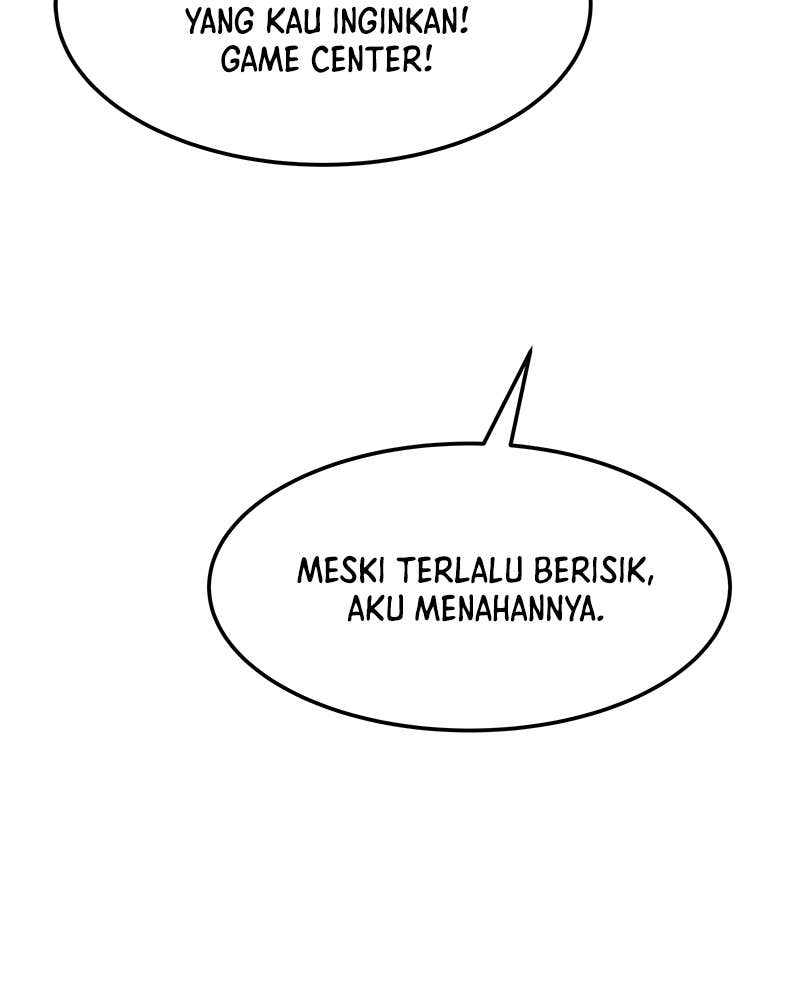 YANG KAU INGINKAN!
GAME CENTER!
MESKI TERLALU BERISIK,
AKU MENAHANNYA.